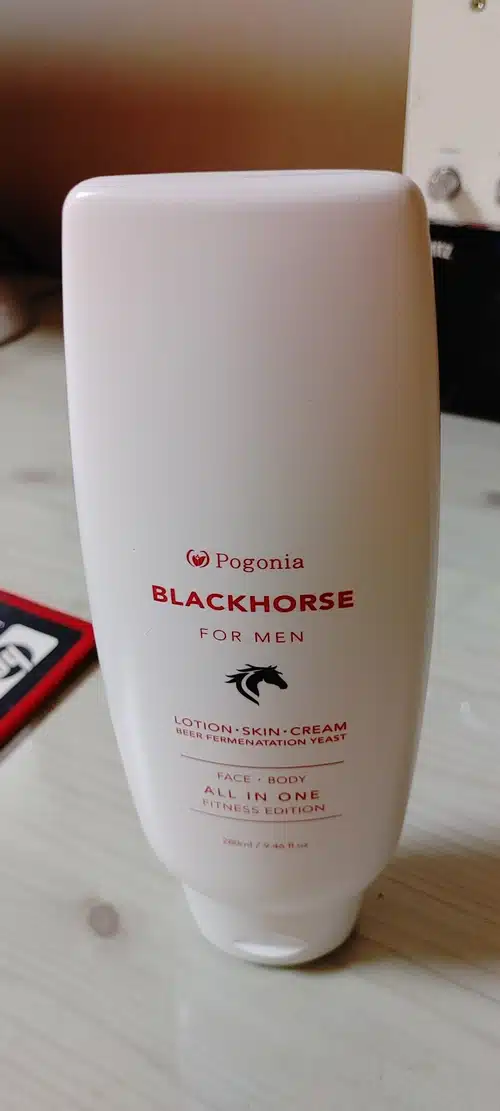 Pogonia
BLACKHORSE
FOR MEN
LOTION·SKIN·CREAM
BEER FERMENATATION YEAST
FACE · BODY
ALL IN ONE
FITNESS EDITION
280ml / 9.46 fl.oz